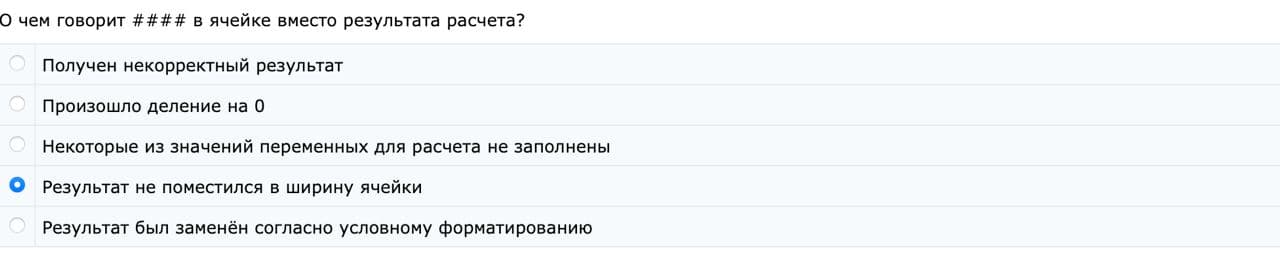 О чем говорит #### в ячейке вместо результата расчета?
Получен некорректный результат
Произошло деление на 0
Некоторые из значений переменных для расчета не заполнены
Результат не поместился в ширину ячейки
Результат был заменён согласно условному форматированию